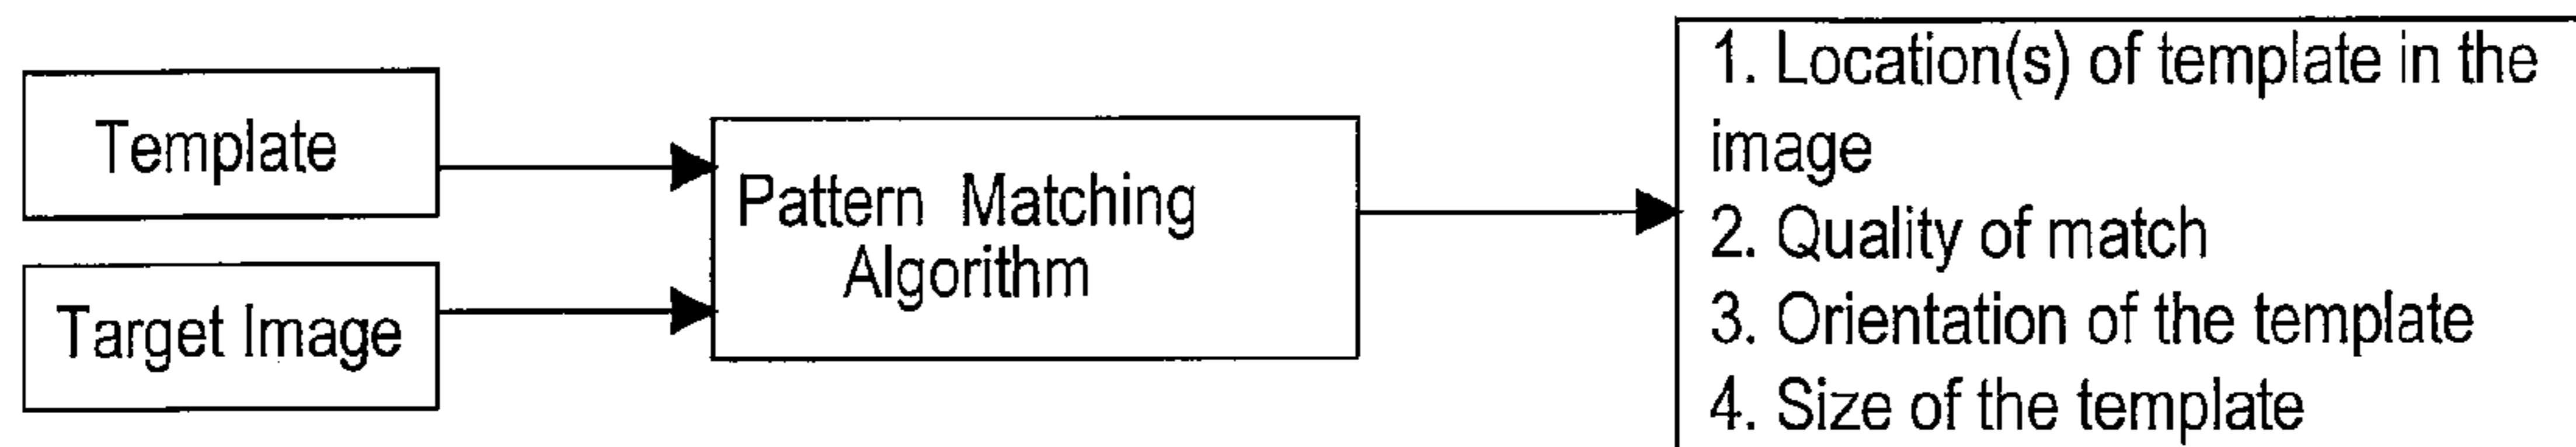 Template
Target Image
Pattern Matching
Algorithm
1. Location(s) of template in the
image
2. Quality of match
3. Orientation of the template
4. Size of the template